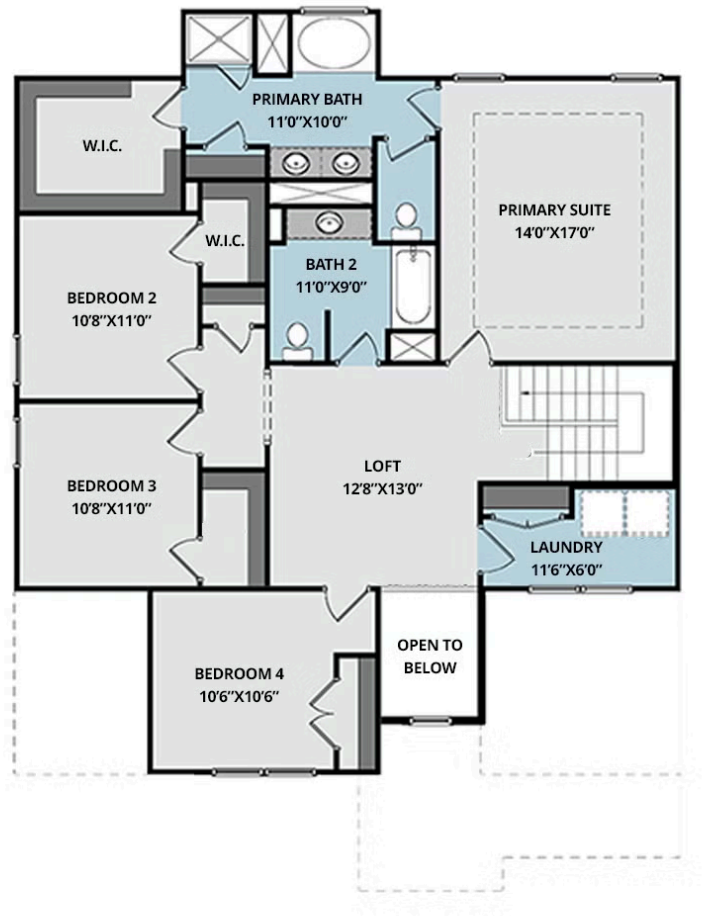 PRIMARY BATH
11'0"X10'0"
W.I.C.
PRIMARY SUITE
14'0"X17'0"
W.I.C.
BATH 2
11'0"X9'0"
BEDROOM 2
10'8"X11'0"
LOFT
12'8"X13'0"
BEDROOM 3
10'8"X11'0"
LAUNDRY
11'6"X6'0"
OPEN TO
BELOW
BEDROOM 4
10'6"X10'6"